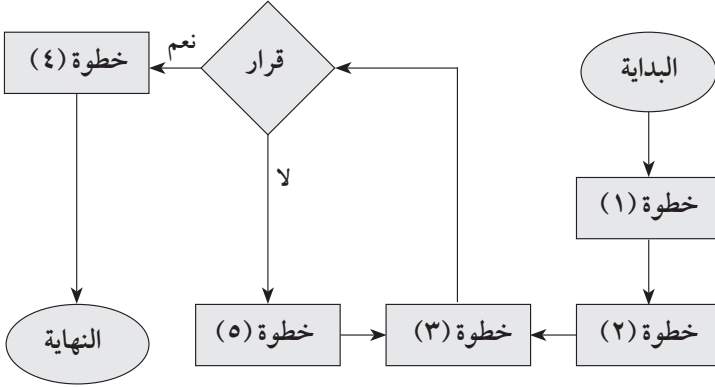 البداية
خطوة (١)
خطوة (٢)
خطوة (٣)
قرار
نعم
خطوة (٤)
النهاية
لا
خطوة (٥)